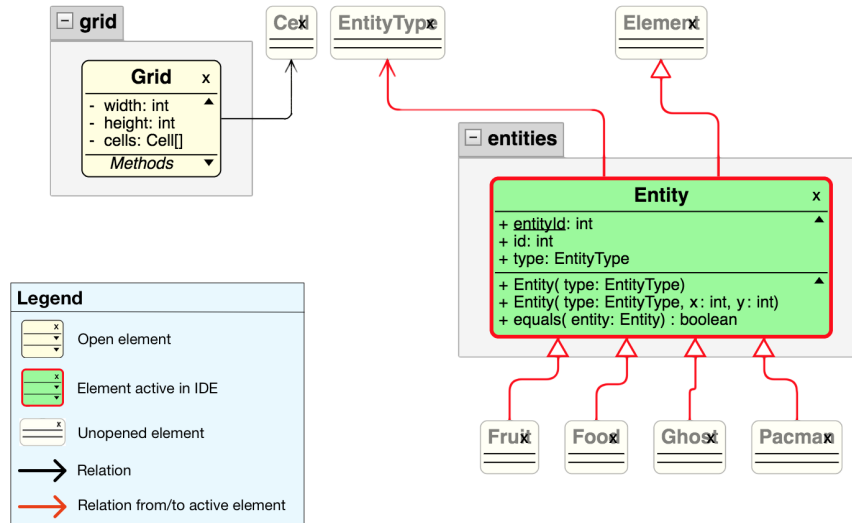 grid
Cell x
EntityType x
Element x
Grid x
- width: int
- height: int
- cells: Cell[]
Methods
entities
Entity x
+ entityId: int
+ id: int
+ type: EntityType
+ Entity( type: EntityType)
+ Entity( type: EntityType, x: int, y: int)
+ equals( entity: Entity) : boolean
Legend
x
Open element
x
Element active in IDE
x
Unopened element
Relation
Relation from/to active element
Fruit x
Food x
Ghost x
Pacman x